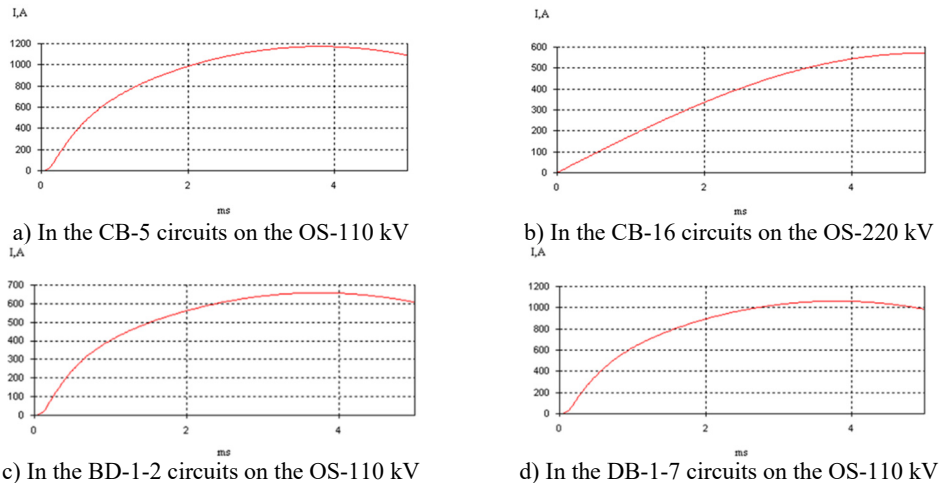 I,A
1200
1000
800
600
400
200
0
0 2 4
ms
a) In the CB-5 circuits on the OS-110 kV
I,A
600
500
400
300
200
100
0
0 2 4
ms
b) In the CB-16 circuits on the OS-220 kV
I,A
700
600
500
400
300
200
100
0
0 2 4
ms
c) In the BD-1-2 circuits on the OS-110 kV
I,A
1200
1000
800
600
400
200
0
0 2 4
ms
d) In the DB-1-7 circuits on the OS-110 kV